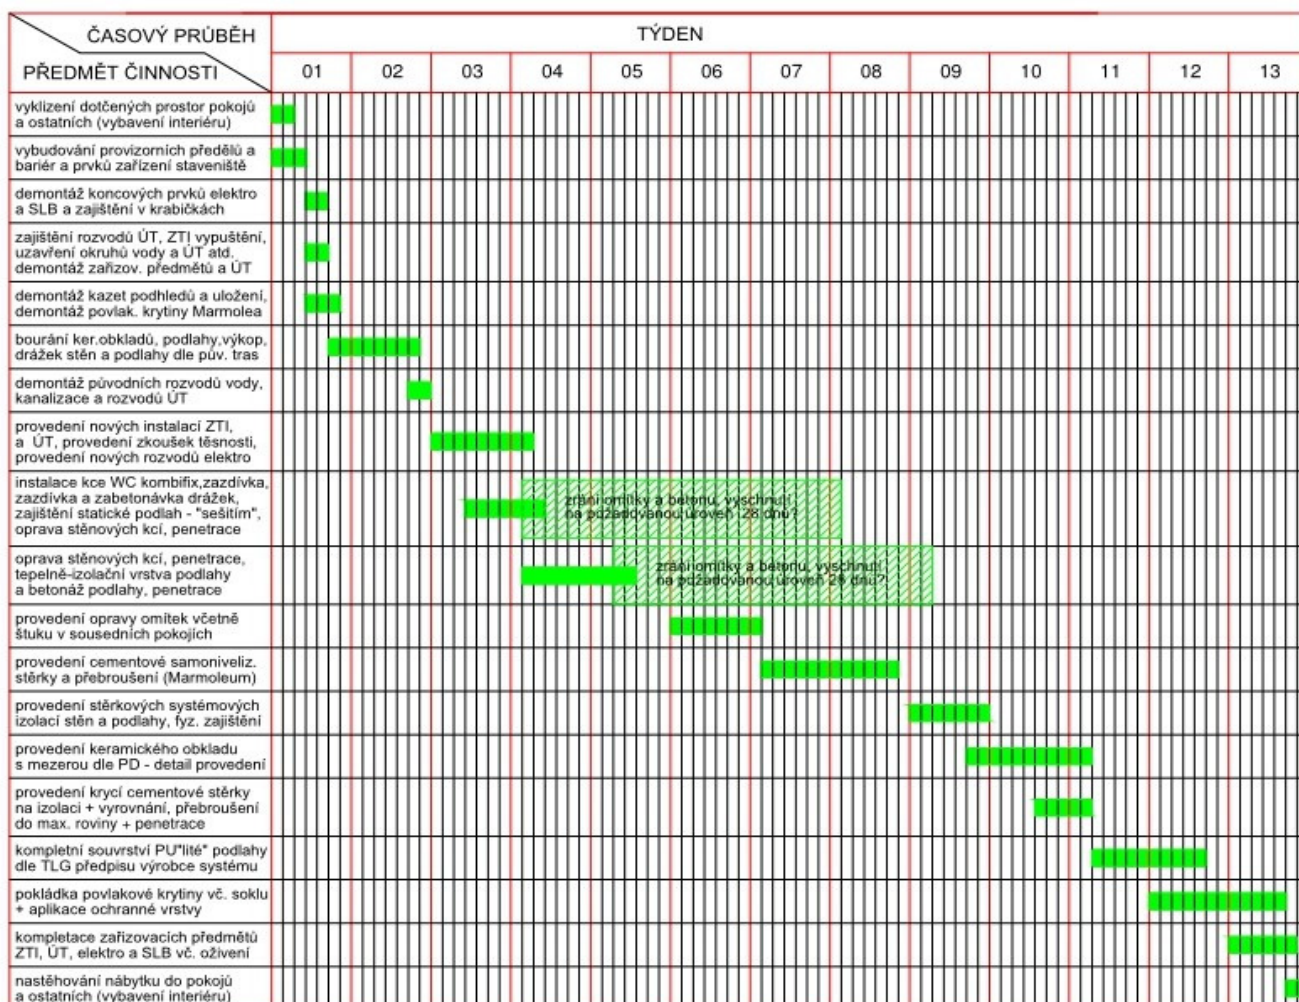 ČASOVÝ PRŮBĚH
TÝDEN
PŘEDMĚT ČINNOSTI
01 02 03 04 05 06 07 08 09 10 11 12 13
vyklizení dotčených prostor pokojů
a ostatních (vybavení interiéru)
vybudování provizorních předělů a
bariér a prvků zařízení staveniště
demontáž koncových prvků elektro
a SLB a zajištění v krabičkách
zajištění rozvodů ÚT, ZTI vypuštění,
uzavření okruhů vody a ÚT atd.
demontáž zařizov. předmětů a ÚT
demontáž kazet podhledů a uložení,
demontáž povlak. krytiny Marmolea
bourání ker.obkladů, podlahy,výkop,
drážek stěn a podlahy dle pův. tras
demontáž původních rozvodů vody,
kanalizace a rozvodů ÚT
provedení nových instalací ZTI,
a ÚT, provedení zkoušek těsnosti,
provedení nových rozvodů elektro
instalace kce WC kombifix,zazdívka,
zazdívka a zabetonávka drážek,
zajištění statické podlah - "sešitím",
oprava stěnových kcí, penetrace
zrání omítky a betonu, vyschnutí
na požadovanou úroveň 28 dnů?
oprava stěnových kcí, penetrace,
tepelně-izolační vrstva podlahy
a betonáž podlahy, penetrace
zrání omítky a betonu, vyschnutí
na požadovanou úroveň 28 dnů?
provedení opravy omítek včetně
štuku v sousedních pokojích
provedení cementové samoniveliz.
stěrky a přebroušení (Marmoleum)
provedení stěrkových systémových
izolací stěn a podlahy, fyz. zajištění
provedení keramického obkladu
s mezerou dle PD - detail provedení
provedení krycí cementové stěrky
na izolaci + vyrovnání, přebroušení
do max. roviny + penetrace
kompletní souvrství PU"lité" podlahy
dle TLG předpisu výrobce systému
pokládka povlakové krytiny vč. soklu
+ aplikace ochranné vrstvy
kompletace zařizovacích předmětů
ZTI, ÚT, elektro a SLB vč. oživení
nastěhování nábytku do pokojů
a ostatních (vybavení interiéru)